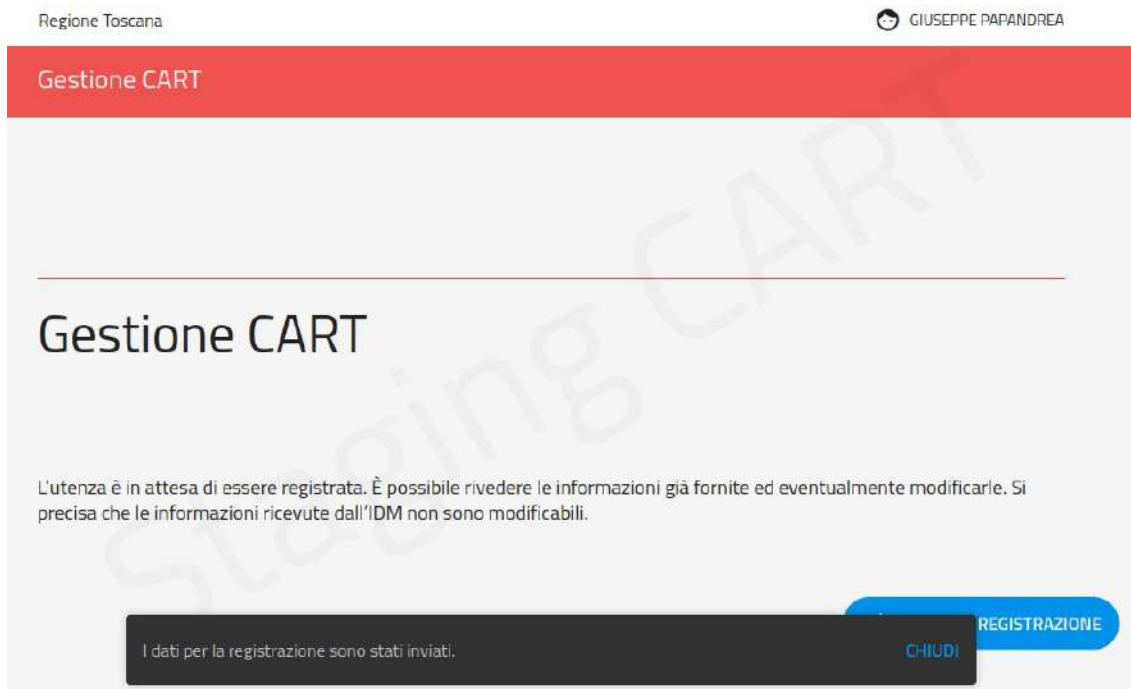 Regione Toscana
GIUSEPPE PAPANDREA
Gestione CART
Staging CART
Gestione CART
L'utenza è in attesa di essere registrata. È possibile rivedere le informazioni già fornite ed eventualmente modificarle. Si
precisa che le informazioni ricevute dall'IDM non sono modificabili.
REGISTRAZIONE
I dati per la registrazione sono stati inviati.
CHIUDI